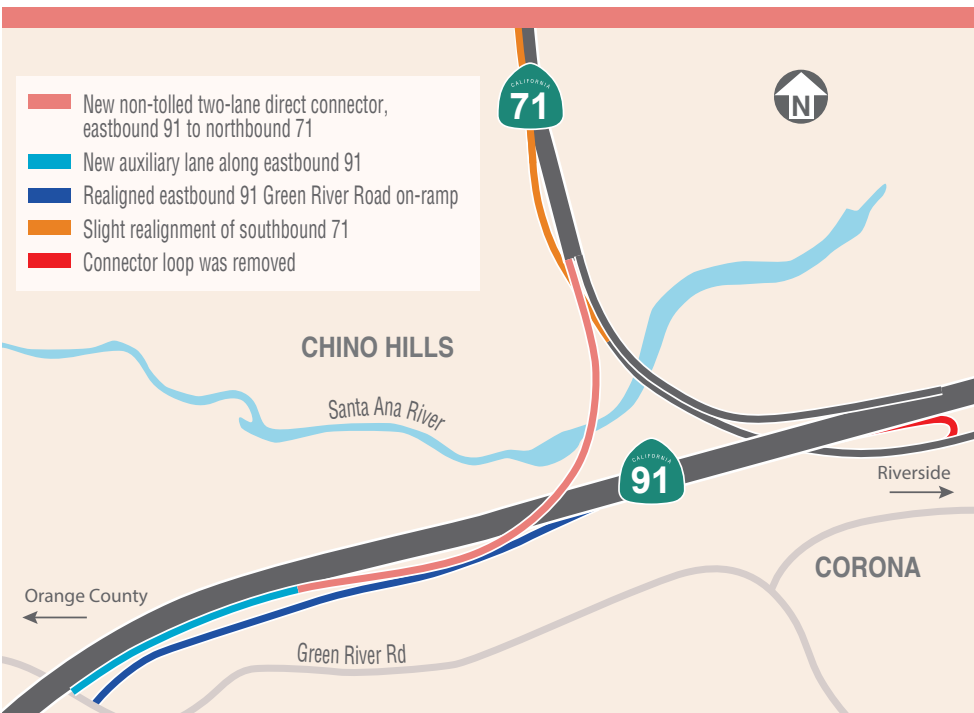 CALIFORNIA
71
N
New non-tolled two-lane direct connector,
eastbound 91 to northbound 71
New auxiliary lane along eastbound 91
Realigned eastbound 91 Green River Road on-ramp
Slight realignment of southbound 71
Connector loop was removed
CHINO HILLS
Santa Ana River
CALIFORNIA
91
Riverside
CORONA
Orange County
Green River Rd